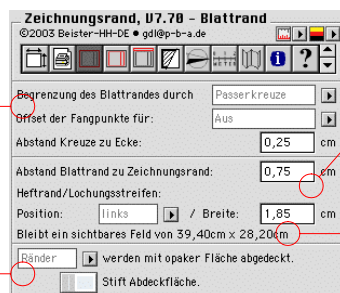 Zeichnungsrand, V7.70 - Blattrand
©2003 Beister-HH-DE • gdl@p-b-a.de
Begrenzung des Blattrandes durch Passerkreuze
Offset der Fangpunkte für: Aus
Abstand Kreuze zu Ecke: 0,25 cm
Abstand Blattrand zu Zeichnungsrand: 0,75 cm
Heftrand/Lochungsstreifen:
Position: links / Breite: 1,85 cm
Bleibt ein sichtbares Feld von 39,40cm x 28,20cm
Ränder werden mit opaker Fläche abgedeckt.
Stift Abdeckfläche.